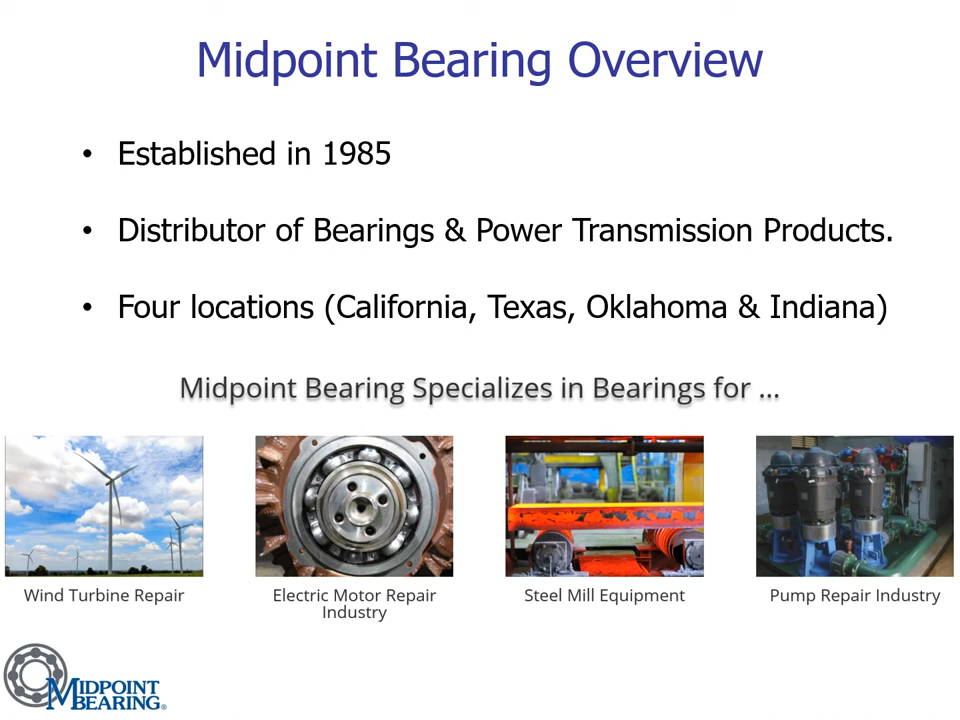 Midpoint Bearing Overview
• Established in 1985
• Distributor of Bearings & Power Transmission Products.
• Four locations (California, Texas, Oklahoma & Indiana)
Midpoint Bearing Specializes in Bearings for ...
Wind Turbine Repair
Electric Motor Repair
Industry
Steel Mill Equipment
Pump Repair Industry
MIDPOINT
BEARING®